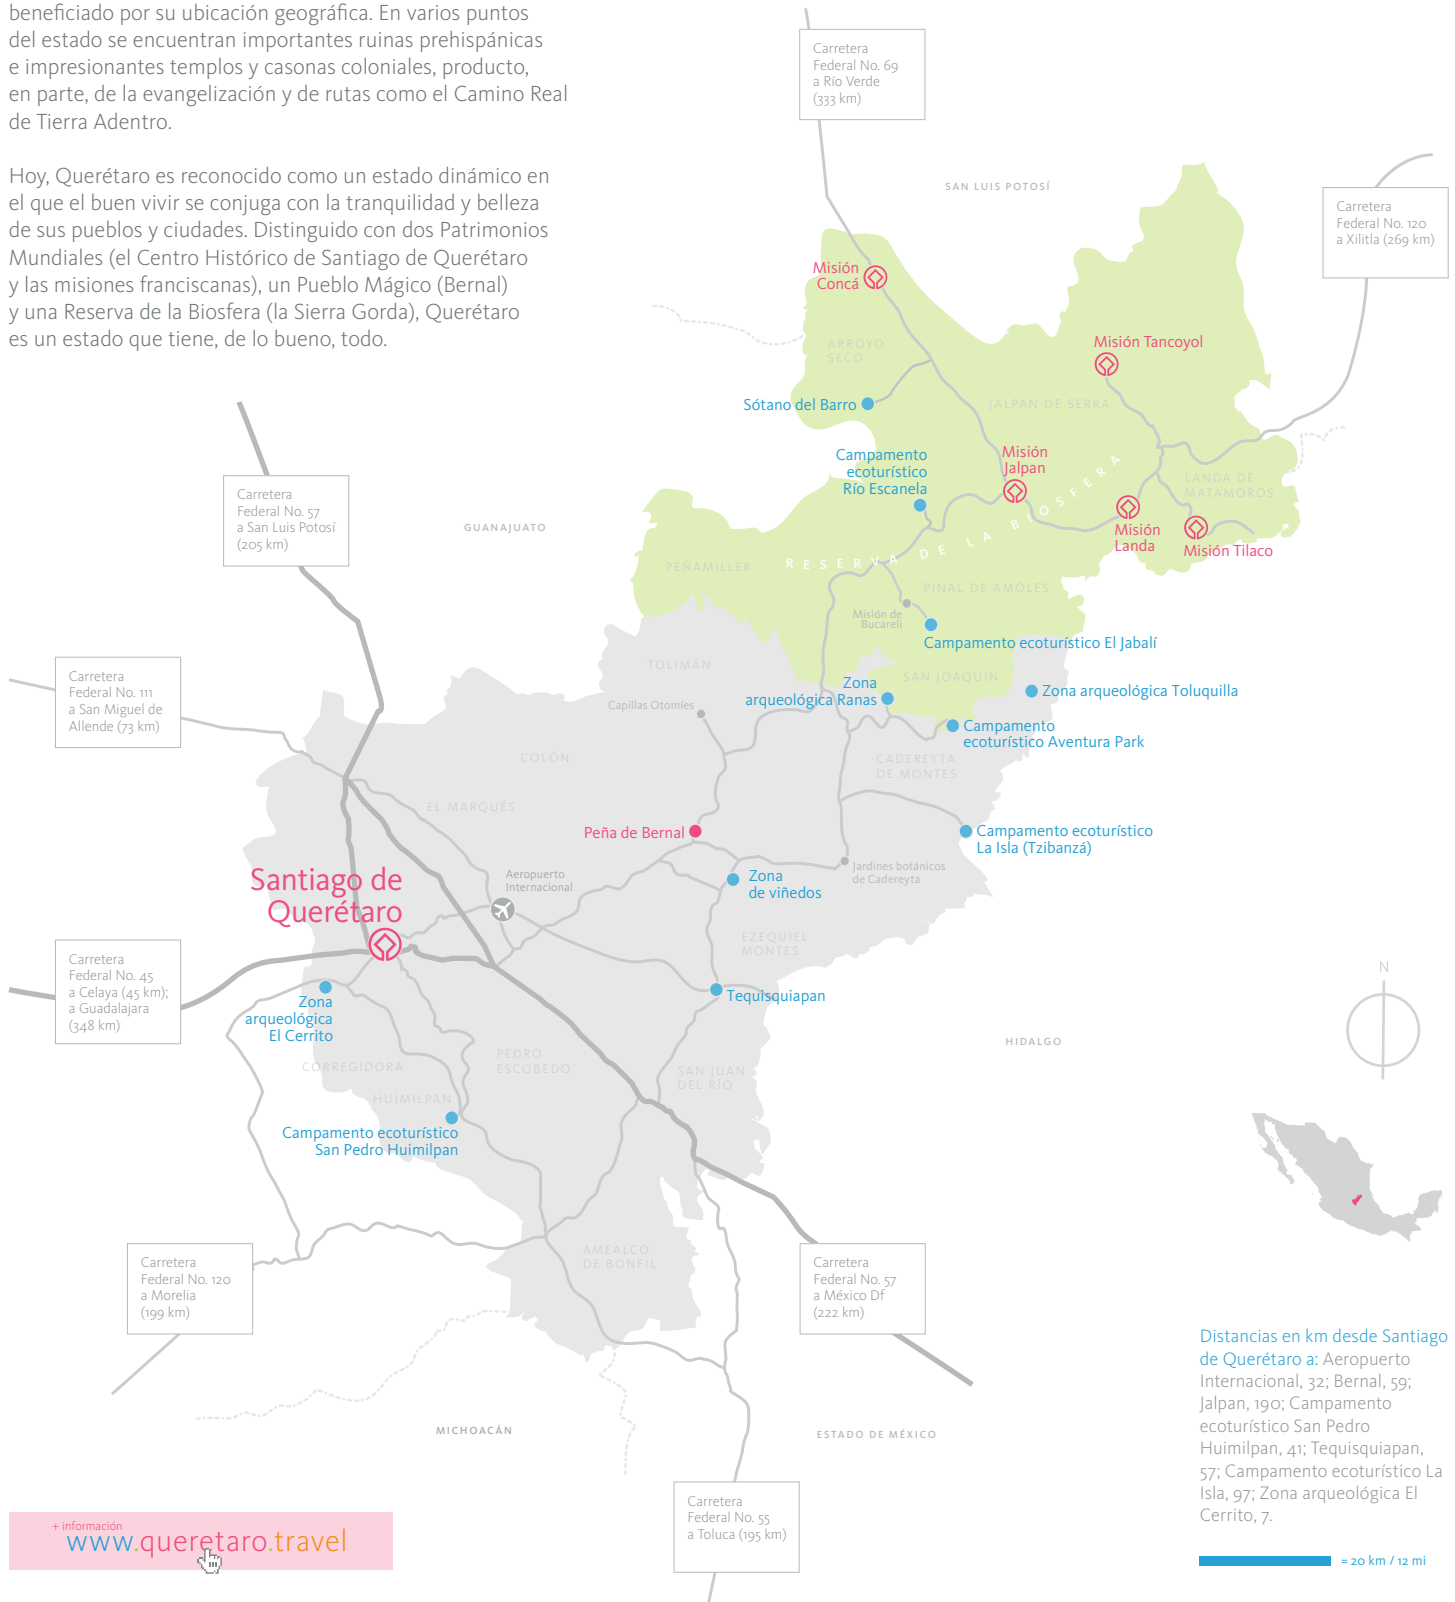 beneficiado por su ubicación geográfica. En varios puntos
del estado se encuentran importantes ruinas prehispánicas
e impresionantes templos y casonas coloniales, producto,
en parte, de la evangelización y de rutas como el Camino Real
de Tierra Adentro.
Hoy, Querétaro es reconocido como un estado dinámico en
el que el buen vivir se conjuga con la tranquilidad y belleza
de sus pueblos y ciudades. Distinguido con dos Patrimonios
Mundiales (el Centro Histórico de Santiago de Querétaro
y las misiones franciscanas), un Pueblo Mágico (Bernal)
y una Reserva de la Biosfera (la Sierra Gorda), Querétaro
es un estado que tiene, de lo bueno, todo.
Carretera
Federal No. 69
a Río Verde
(333 km)
SAN LUIS POTOSÍ
Carretera
Federal No. 120
a Xilitla (269 km)
Misión
Concá
ARROYO
SECO
Misión Tancoyol
Sótano del Barro
JALPAN DE SERRA
Campamento
ecoturístico
Río Escanela
Misión
Jalpan
LANDA DE
MATAMOROS
Misión
Landa
Misión Tilaco
RESERVA DE LA BIOSFERA
PEÑAMILLER
PINAL DE AMOLES
Misión de
Bucareli
Campamento ecoturístico El Jabalí
Carretera
Federal No. 57
a San Luis Potosí
(205 km)
GUANAJUATO
TOLIMÁN
SAN JOAQUÍN
Zona
arqueológica Ranas
Zona arqueológica Toluquilla
Capillas Otomíes
Campamento
ecoturístico Aventura Park
Carretera
Federal No. 111
a San Miguel de
Allende (73 km)
COLÓN
CADEREYTA
DE MONTES
EL MARQUÉS
Peña de Bernal
Campamento ecoturístico
La Isla (Tzibanzá)
Santiago de
Querétaro
Aeropuerto
Internacional
Zona
de viñedos
Jardines botánicos
de Cadereyta
EZEQUIEL
MONTES
Carretera
Federal No. 45
a Celaya (45 km);
a Guadalajara
(348 km)
Zona
arqueológica
El Cerrito
Tequisquiapan
N
HIDALGO
CORREGIDORA
PEDRO
ESCOBEDO
SAN JUAN
DEL RÍO
HUIMILPAN
Campamento ecoturístico
San Pedro Huimilpan
AMEALCO
DE BONFIL
Carretera
Federal No. 120
a Morelia
(199 km)
Carretera
Federal No. 57
a México Df
(222 km)
MICHOACÁN
ESTADO DE MÉXICO
Carretera
Federal No. 55
a Toluca (195 km)
Distancias en km desde Santiago
de Querétaro a: Aeropuerto
Internacional, 32; Bernal, 59;
Jalpan, 190; Campamento
ecoturístico San Pedro
Huimilpan, 41; Tequisquiapan,
57; Campamento ecoturístico La
Isla, 97; Zona arqueológica El
Cerrito, 7.
= 20 km / 12 mi
+ información
www.queretaro.travel